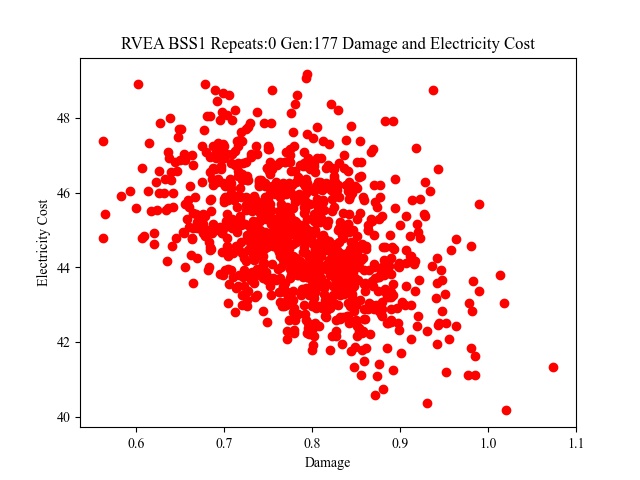 RVEA BSS1 Repeats:0 Gen:177 Damage and Electricity Cost
48
46
44
42
40
Electricity Cost
0.6 0.7 0.8 0.9 1.0 1.1
Damage